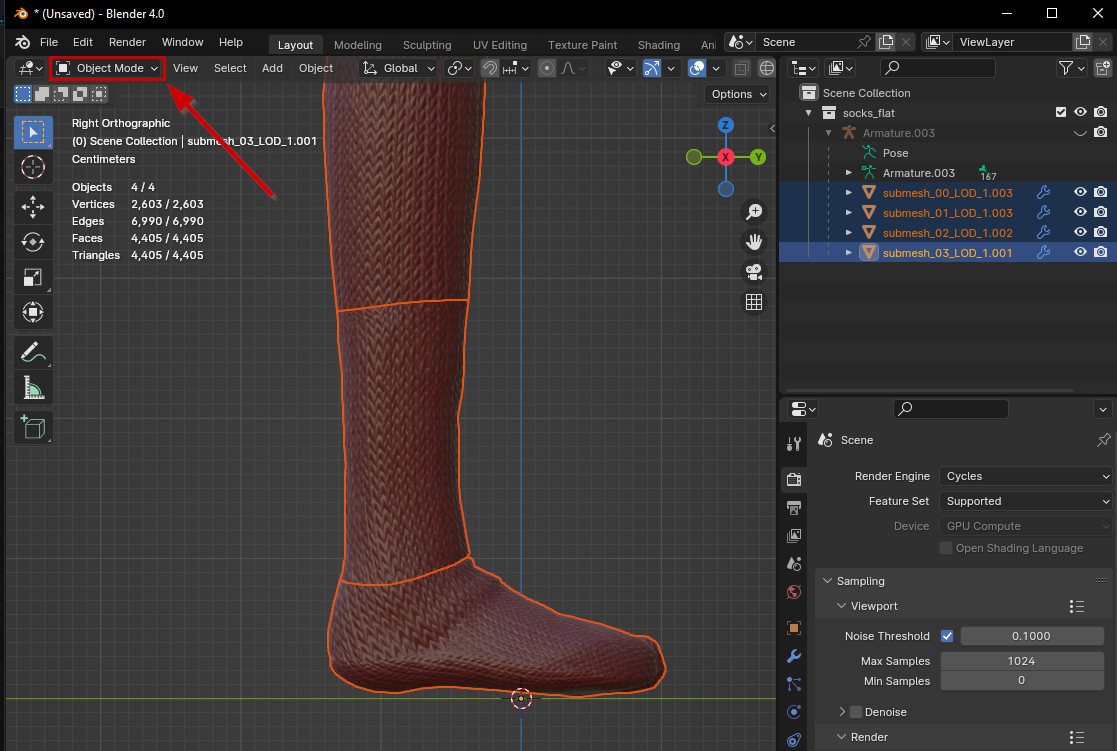 * (Unsaved) - Blender 4.0
File Edit Render Window Help Layout Modeling Sculpting UV Editing Texture Paint Shading Ani Scene ViewLayer
Object Mode View Select Add Object Global
Options
Right Orthographic
(0) Scene Collection | submesh_03_LOD_1.001
Centimeters
Objects 4 / 4
Vertices 2,603 / 2,603
Edges 6,990 / 6,990
Faces 4,405 / 4,405
Triangles 4,405 / 4,405
Z
X
Y
Scene Collection
socks_flat
Armature.003
Pose
Armature.003 167
submesh_00_LOD_1.003
submesh_01_LOD_1.003
submesh_02_LOD_1.002
submesh_03_LOD_1.001
Scene
Render Engine Cycles
Feature Set Supported
Device GPU Compute
Open Shading Language
Sampling
Viewport
Noise Threshold 0.1000
Max Samples 1024
Min Samples 0
Denoise
Render